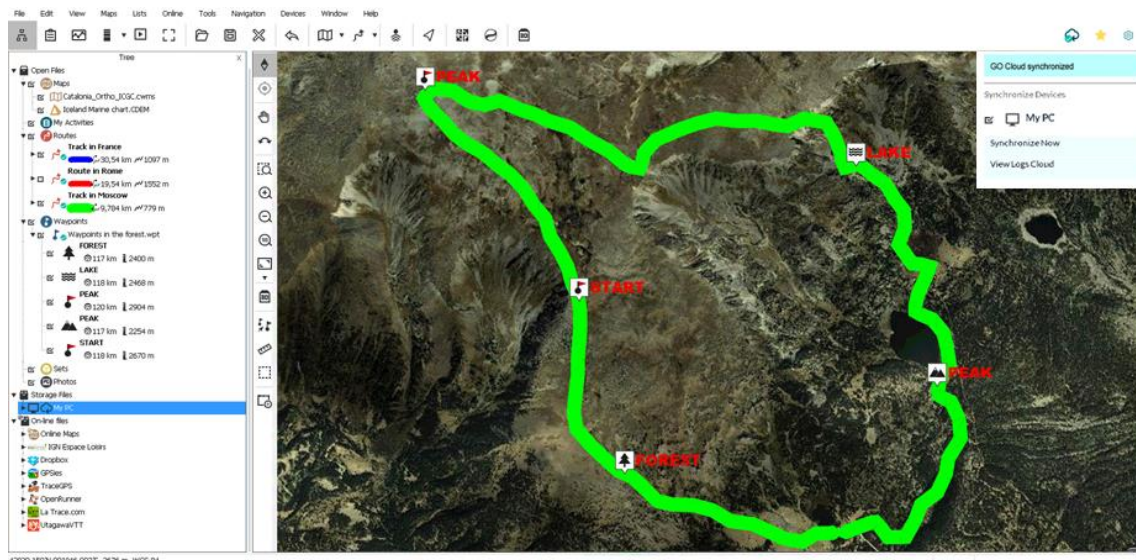 File Edit View Maps Lists Online Tools Navigation Devices Window Help
Tree X
Open Files
Maps
Catalonia_Ortho_ICGC.cwms
Iceland Marine chart.CDEM
My Activities
Routes
Track in France
30,54 km 1097 m
Route in Rome
19,54 km 1552 m
Track in Moscow
9,784 km 779 m
Waypoints
Waypoints in the forest.wpt
FOREST
117 km 2400 m
LAKE
118 km 2468 m
PEAK
120 km 2904 m
PEAK
117 km 2254 m
START
118 km 2670 m
Sets
Photos
Storage Files
My PC
On-line files
Online Maps
IGN Espace Loisirs
Dropbox
GPSies
TraceGPS
OpenRunner
La Trace.com
UtagawaVTT
PEAK
LAKE
START
PEAK
FOREST
GO Cloud synchronized
Synchronize Devices
My PC
Synchronize Now
View Logs Cloud